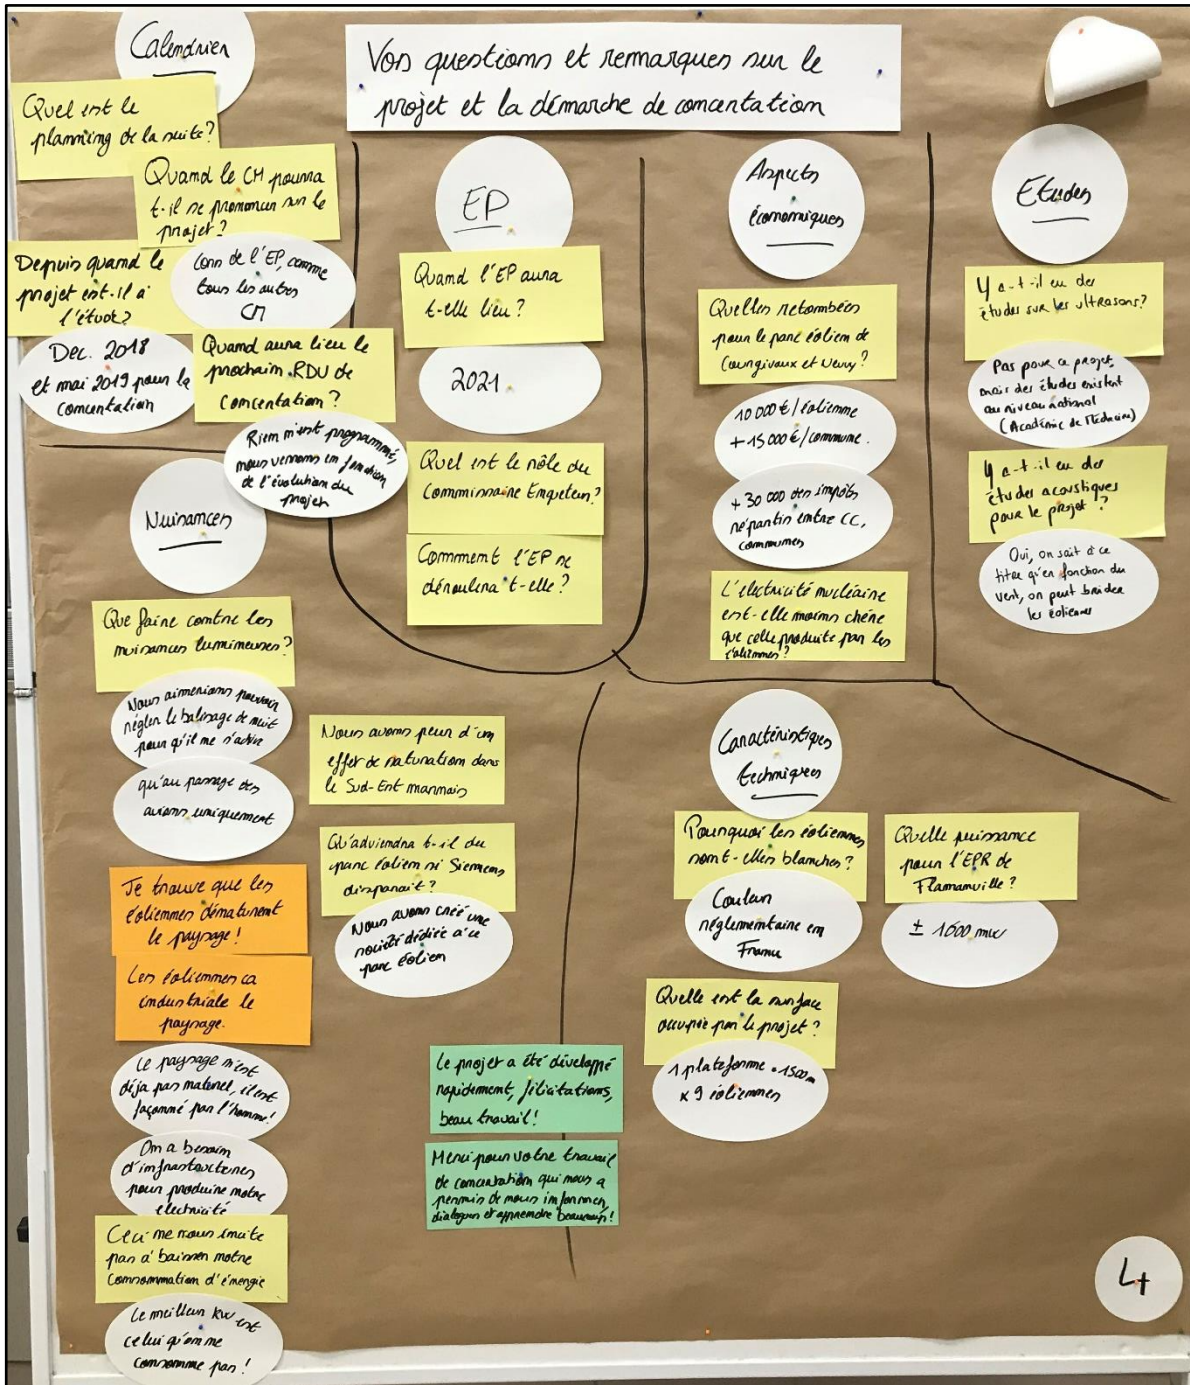 Vos questions et remarques sur le
projet et la démarche de concertation
Calendrier
Quel est le
planning de la suite?
Quand le CM pourra
t-il se prononcer sur le
projet?
Lors de l'EP, comme
tous les autres
CM
Depuis quand le
projet est-il à
l'étude?
Dec. 2018
et mai 2019 pour la
concertation
Quand aura lieu le
prochain RDV de
concertation?
Rien n'est programmé,
nous verrons en fonction
de l'évolution du
projet
EP
Quand l'EP aura
t-elle lieu?
2021
Quel est le rôle du
Commissaire Enquêteur?
Comment l'EP se
déroulera t-elle?
Aspects
économiques
Quelles retombées
pour le parc éolien de
Courgivaux et Neuvy?
10 000 €/éolienne
+ 15 000 €/commune.
+ 30 000 des impôts
répartis entre CC,
communes
L'électricité nucléaire
est-elle moins chère
que celle produite par les
éoliennes?
Etudes
Y a-t-il eu des
études sur les ultrasons?
Pas pour ce projet,
mais des études existent
au niveau national
(Académie de Médecine)
Y a-t-il eu des
études acoustiques
pour le projet?
Oui, on sait à ce
titre qu'en fonction du
vent, on peut brider
les éoliennes
Nuisances
Que faire contre les
nuisances lumineuses?
Nous aimerions pouvoir
régler le balisage de nuit
pour qu'il ne s'active
qu'au passage des
avions uniquement
Je trouve que les
éoliennes dénaturent
le paysage!
Les éoliennes ca
industriale le
paysage.
Le paysage n'est
déja pas naturel, il est
façonné par l'homme!
On a besoin
d'infrastructures
pour produire notre
electricité
Ceci ne nous incite
pas à baisser notre
consommation d'énergie
Le meilleur kw est
celui qu'on ne
consomme pas!
Nous avons peur d'un
effet de saturation dans
le Sud-Est marnais
Qu'adviendra t-il du
parc éolien si Siemens
disparait?
Nous avons créé une
société dédiée à ce
parc éolien
Le projet a été développé
rapidement, félicitations,
beau travail!
Merci pour votre travail
de concertation qui nous a
permis de nous informer,
dialoguer et apprendre beaucoup!
Caractéristiques
techniques
Pourquoi les éoliennes
sont-elles blanches?
Couleur
réglementaire en
France
Quelle puissance
pour l'EPR de
Flamanville?
± 1600 mw
Quelle est la surface
occupée par le projet?
1 plateforme = 1500m
x 9 éoliennes
4